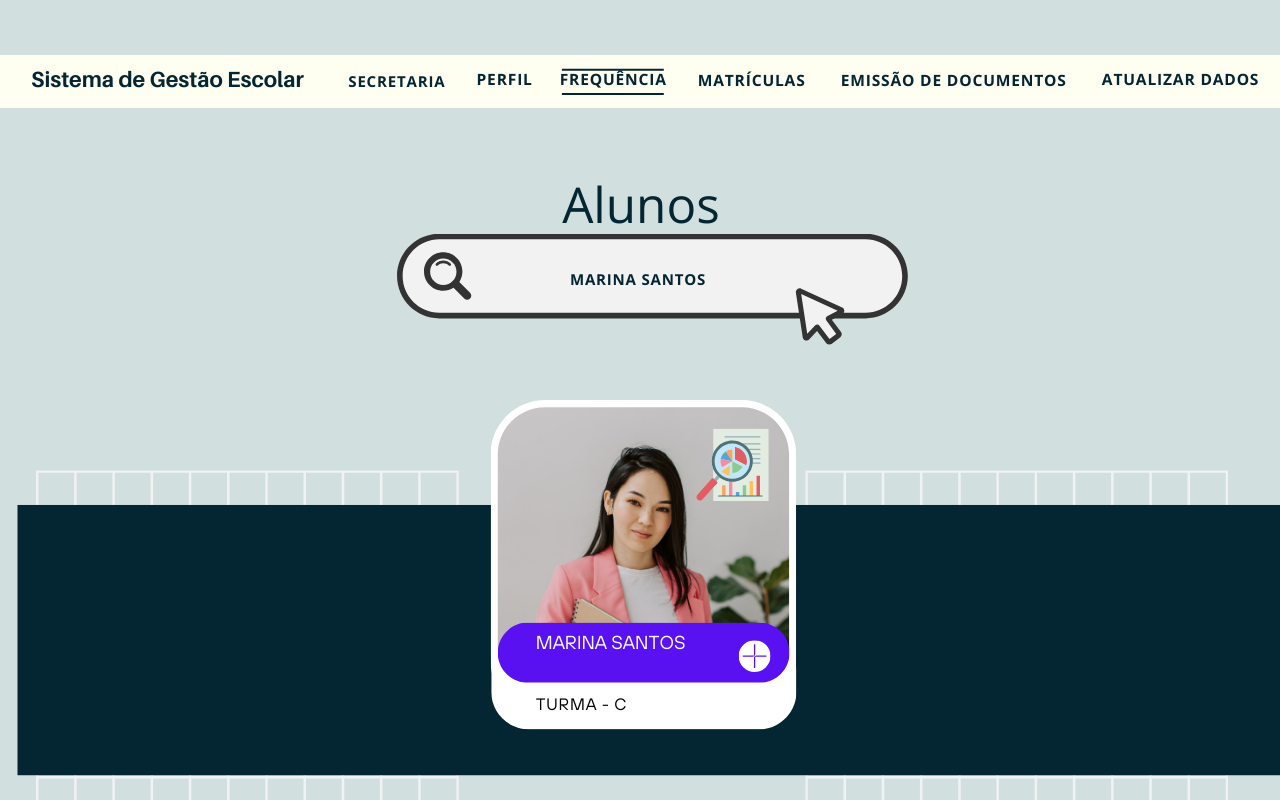 Sistema de Gestão Escolar
SECRETARIA
PERFIL
FREQUÊNCIA
MATRÍCULAS
EMISSÃO DE DOCUMENTOS
ATUALIZAR DADOS
Alunos
MARINA SANTOS
MARINA SANTOS
TURMA - C